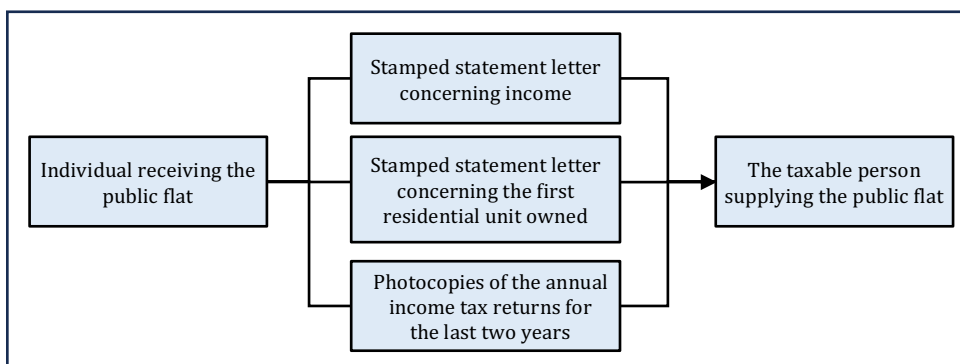 Individual receiving the
public flat
Stamped statement letter
concerning income
Stamped statement letter
concerning the first
residential unit owned
Photocopies of the annual
income tax returns for
the last two years
The taxable person
supplying the public flat